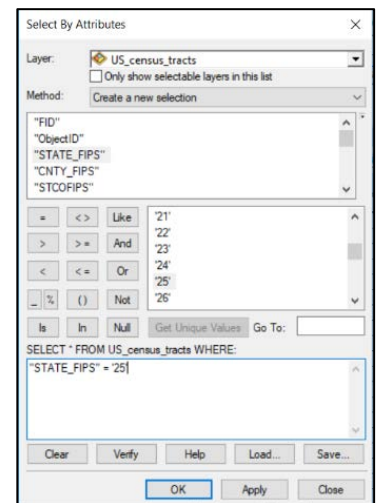 Select By Attributes
Layer: US_census_tracts
Only show selectable layers in this list
Method: Create a new selection
"FID"
"ObjectID"
"STATE_FIPS"
"CNTY_FIPS"
"STCOFIPS"
= <> Like '21'
'22'
> >= And '23'
'24'
< <= Or '25'
_ % () Not '26'
Is In Null Get Unique Values Go To:
SELECT * FROM US_census_tracts WHERE:
"STATE_FIPS" = '25'
Clear Verify Help Load... Save...
OK Apply Close